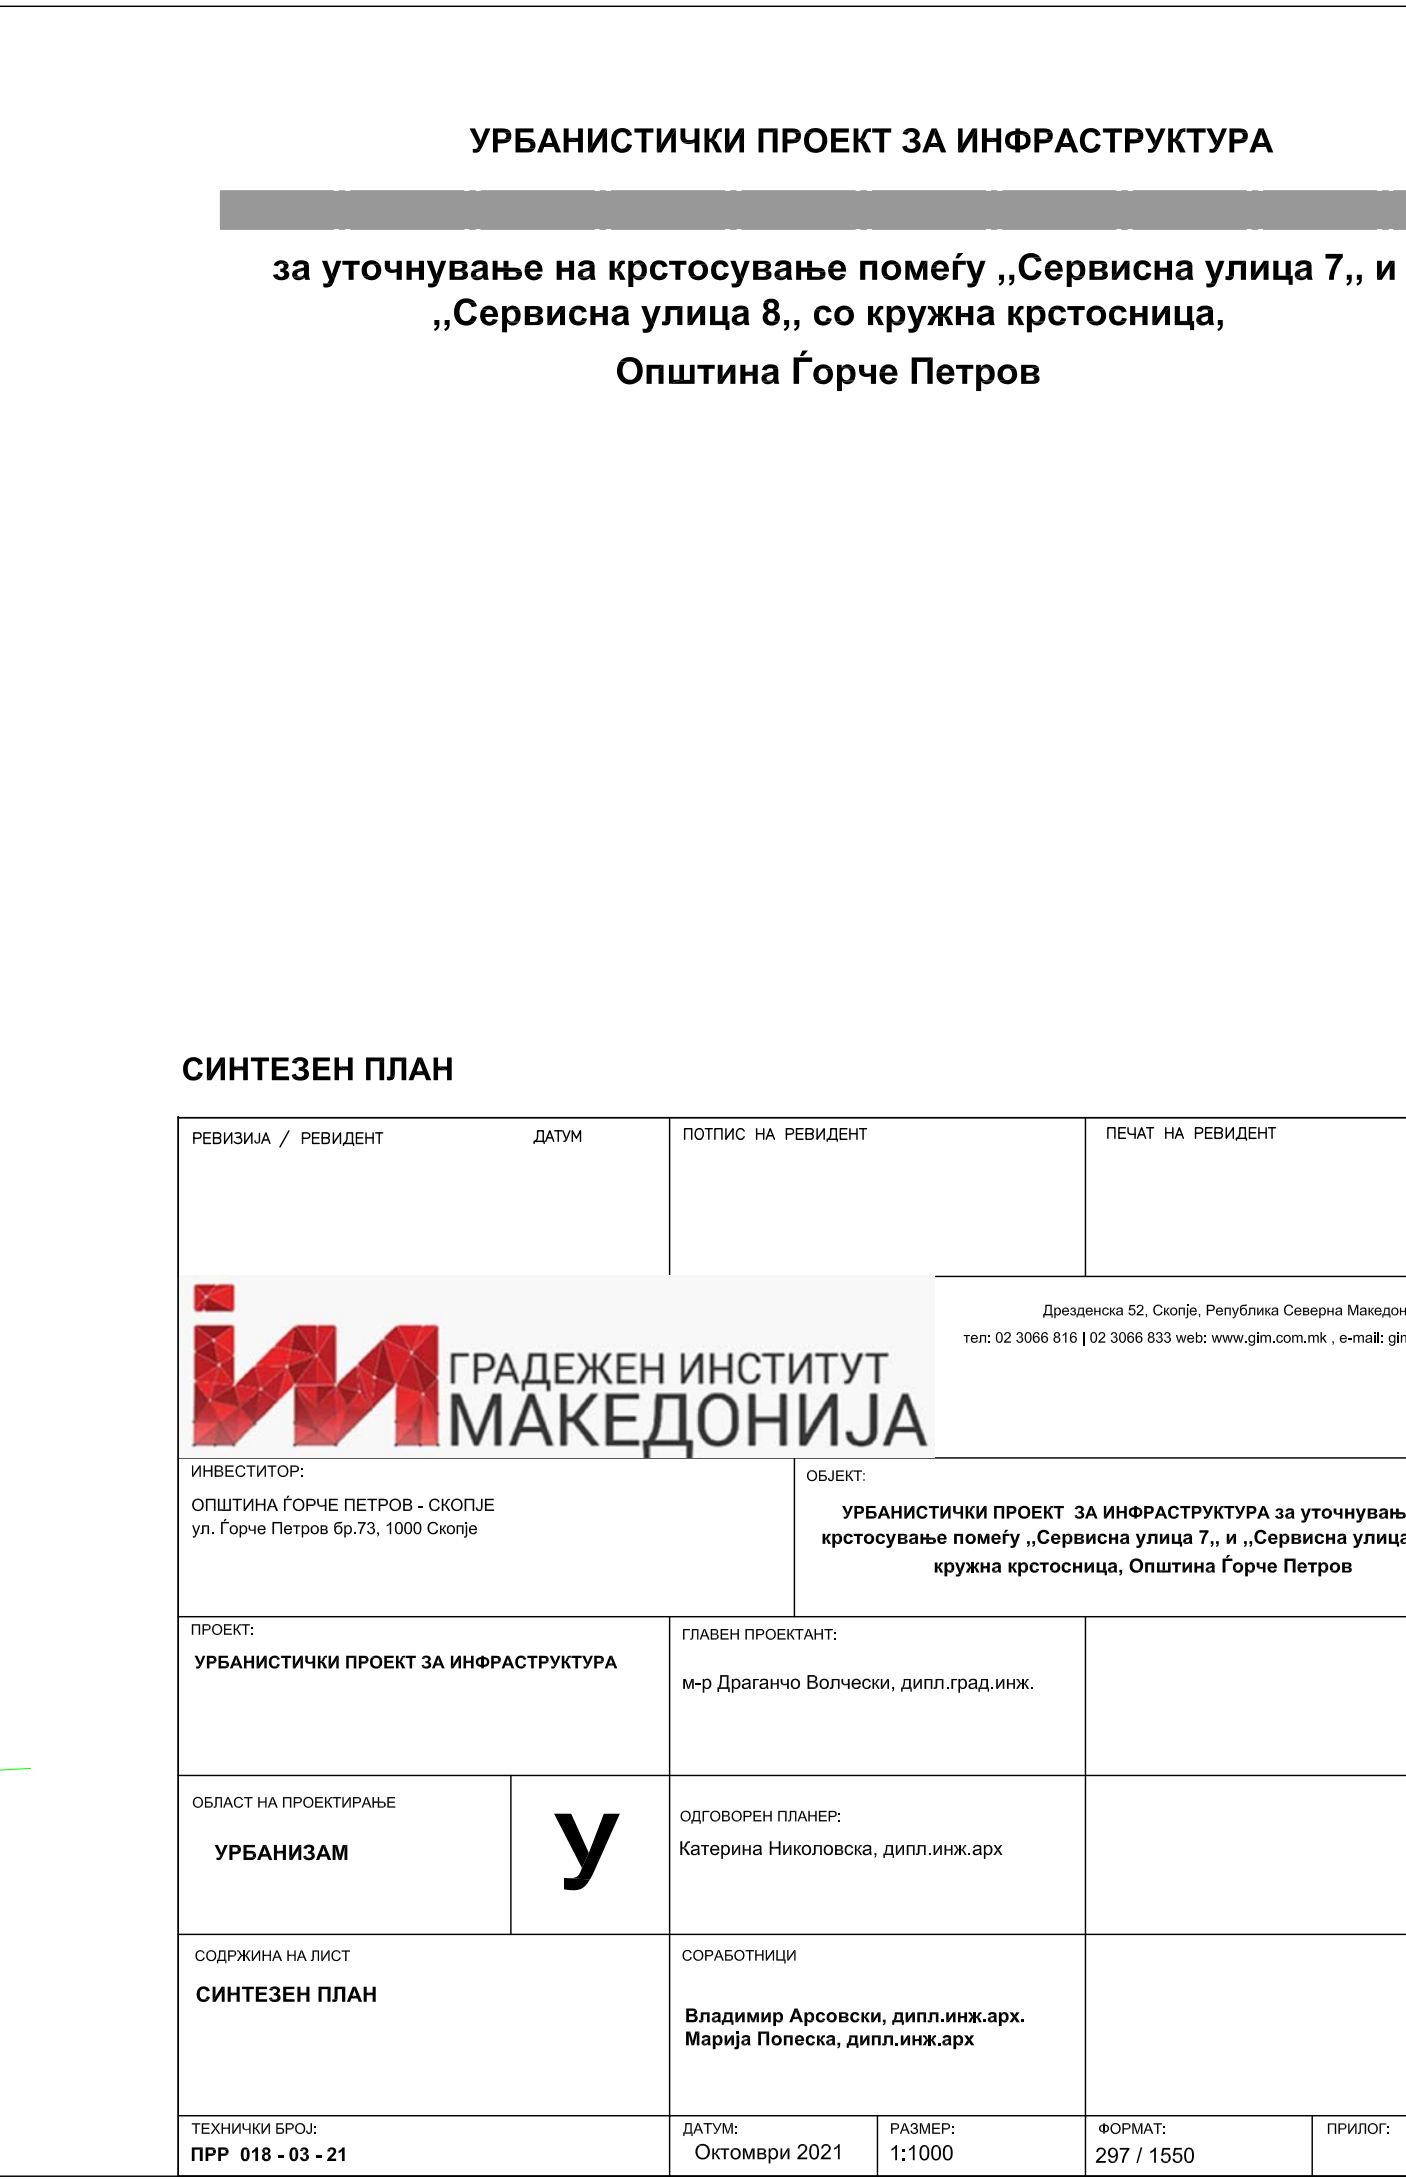 УРБАНИСТИЧКИ ПРОЕКТ ЗА ИНФРАСТРУКТУРА
за уточнување на крстосување помеѓу ,,Сервисна улица 7,, и
,,Сервисна улица 8,, со кружна крстосница,
Општина Ѓорче Петров
СИНТЕЗЕН ПЛАН
РЕВИЗИЈА / РЕВИДЕНТ ДАТУМ
ПОТПИС НА РЕВИДЕНТ
ПЕЧАТ НА РЕВИДЕНТ
ГРАДЕЖЕН ИНСТИТУТ
МАКЕДОНИЈА
Дрезденска 52, Скопје, Република Северна Македон
тел: 02 3066 816 | 02 3066 833 web: www.gim.com.mk , e-mail: gim
ИНВЕСТИТОР:
ОПШТИНА ЃОРЧЕ ПЕТРОВ - СКОПЈЕ
ул. Ѓорче Петров бр.73, 1000 Скопје
ОБЈЕКТ:
УРБАНИСТИЧКИ ПРОЕКТ ЗА ИНФРАСТРУКТУРА за уточнувањ
крстосување помеѓу ,,Сервисна улица 7,, и ,,Сервисна улица
кружна крстосница, Општина Ѓорче Петров
ПРОЕКТ:
УРБАНИСТИЧКИ ПРОЕКТ ЗА ИНФРАСТРУКТУРА
ГЛАВЕН ПРОЕКТАНТ:
м-р Драганчо Волчески, дипл.град.инж.
ОБЛАСТ НА ПРОЕКТИРАЊЕ
УРБАНИЗАМ
У
ОДГОВОРЕН ПЛАНЕР:
Катерина Николовска, дипл.инж.арх
СОДРЖИНА НА ЛИСТ
СИНТЕЗЕН ПЛАН
СОРАБОТНИЦИ
Владимир Арсовски, дипл.инж.арх.
Марија Попеска, дипл.инж.арх
ТЕХНИЧКИ БРОЈ:
ПРР 018 - 03 - 21
ДАТУМ:
Октомври 2021
РАЗМЕР:
1:1000
ФОРМАТ:
297 / 1550
ПРИЛОГ: